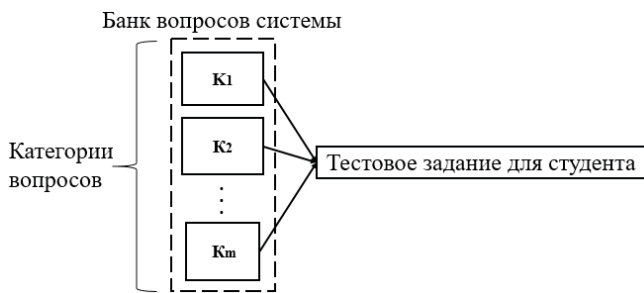 Банк вопросов системы
К1
К2
Категории
вопросов
Тестовое задание для студента
Кm